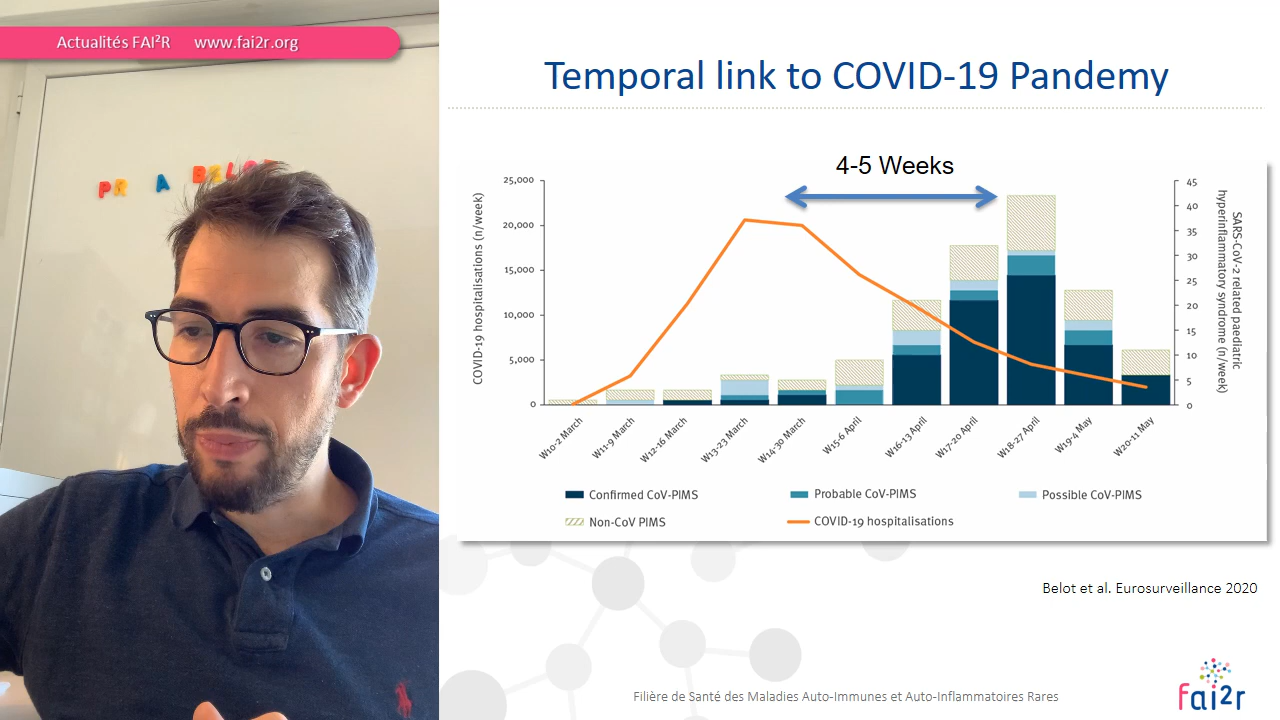 Actualités FAI²R www.fai2r.org
PR A BELOT
Temporal link to COVID-19 Pandemy
4-5 Weeks
COVID-19 hospitalisations (n/week)
25,000
20,000
15,000
10,000
5,000
0
45
40
35
30
25
20
15
10
5
0
SARS-CoV-2 related paediatric
hyperinflammatory syndrome (n/week)
W10-2 March
W11-9 March
W12-16 March
W13-23 March
W14-30 March
W15-6 April
W16-13 April
W17-20 April
W18-27 April
W19-4 May
W20-11 May
Confirmed CoV-PIMS
Probable CoV-PIMS
Possible CoV-PIMS
Non-CoV PIMS
COVID-19 hospitalisations
Belot et al. Eurosurveillance 2020
Filière de Santé des Maladies Auto-Immunes et Auto-Inflammatoires Rares
fai2r